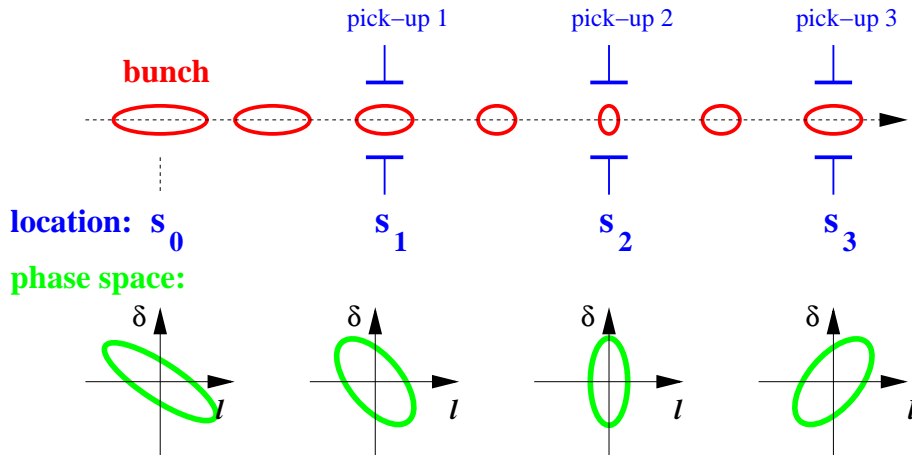 pick−up 1 pick−up 2 pick−up 3
bunch
location: s0 s1 s2 s3
phase space:
δ δ δ δ
l l l l